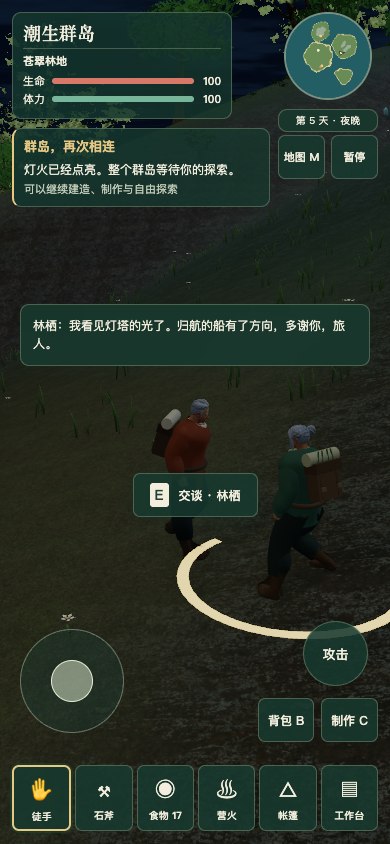 潮生群岛
苍翠林地
生命 100
体力 100
第 5 天 · 夜晚
地图 M
暂停
群岛，再次相连
灯火已经点亮。整个群岛等待你的探索。
可以继续建造、制作与自由探索
林栖：我看见灯塔的光了。归航的船有了方向，多谢你，旅
人。
E 交谈 · 林栖
攻击
背包 B
制作 C
徒手
石斧
食物 17
营火
帐篷
工作台